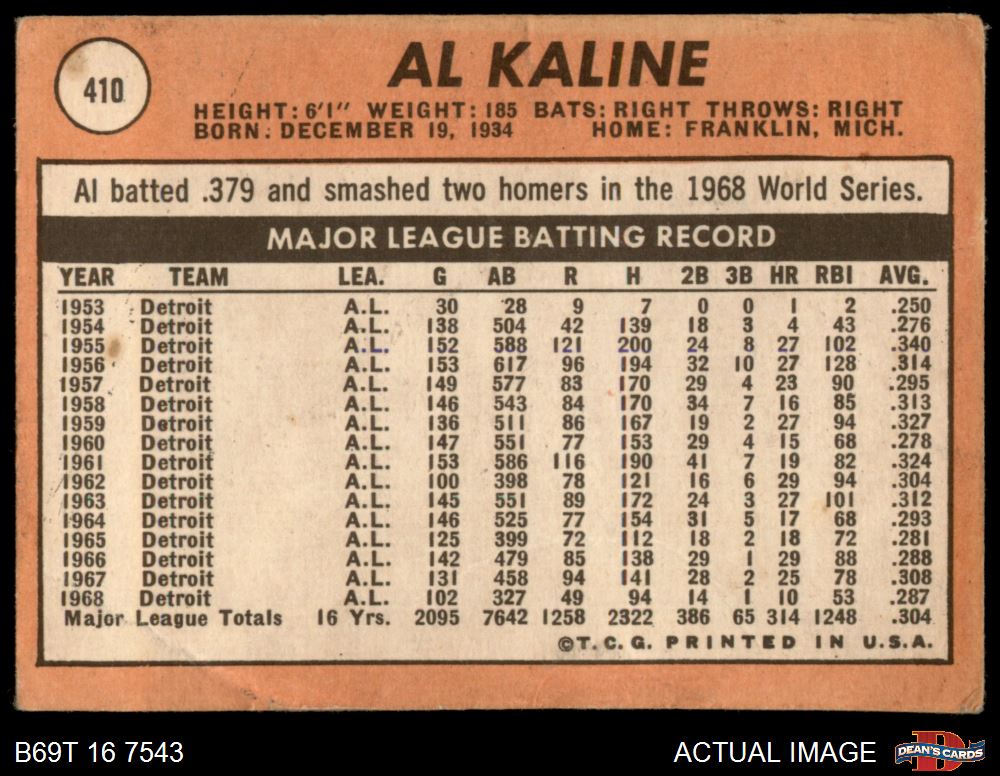 410
AL KALINE
HEIGHT: 6'1" WEIGHT: 185 BATS: RIGHT THROWS: RIGHT
BORN: DECEMBER 19, 1934 HOME: FRANKLIN, MICH.
Al batted .379 and smashed two homers in the 1968 World Series.
MAJOR LEAGUE BATTING RECORD
YEAR TEAM LEA. G AB R H 2B 3B HR RBI AVG.
1953 Detroit A.L. 30 28 9 7 0 0 1 2 .250
1954 Detroit A.L. 138 504 42 139 18 3 4 43 .276
1955 Detroit A.L. 152 588 121 200 24 8 27 102 .340
1956 Detroit A.L. 153 617 96 194 32 10 27 128 .314
1957 Detroit A.L. 149 577 83 170 29 4 23 90 .295
1958 Detroit A.L. 146 543 84 170 34 7 16 85 .313
1959 Detroit A.L. 136 511 86 167 19 2 27 94 .327
1960 Detroit A.L. 147 551 77 153 29 4 15 68 .278
1961 Detroit A.L. 153 586 116 190 41 7 19 82 .324
1962 Detroit A.L. 100 398 78 121 16 6 29 94 .304
1963 Detroit A.L. 145 551 89 172 24 3 27 101 .312
1964 Detroit A.L. 146 525 77 154 31 5 17 68 .293
1965 Detroit A.L. 125 399 72 112 18 2 18 72 .281
1966 Detroit A.L. 142 479 85 138 29 1 29 88 .288
1967 Detroit A.L. 131 458 94 141 28 2 25 78 .308
1968 Detroit A.L. 102 327 49 94 14 1 10 53 .287
Major League Totals 16 Yrs. 2095 7642 1258 2322 386 65 314 1248 .304
©T.C.G. PRINTED IN U.S.A.
B69T 16 7543
ACTUAL IMAGE
D
DEAN'S CARDS